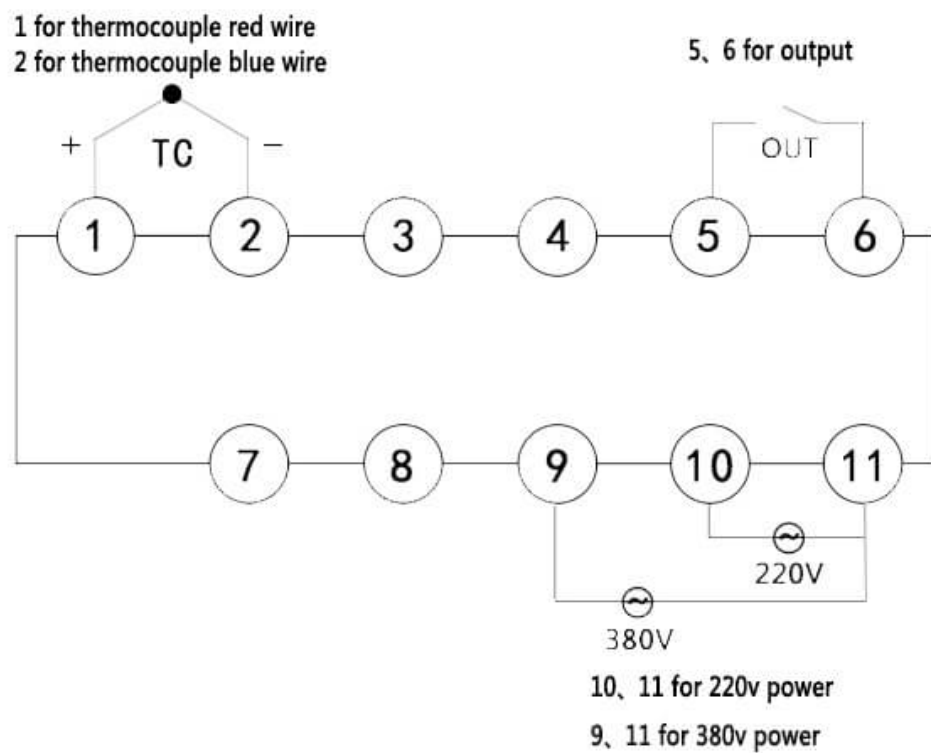 1 for thermocouple red wire
2 for thermocouple blue wire
5、6 for output
+ TC −
OUT
1 2 3 4 5 6
7 8 9 10 11
220V
380V
10、11 for 220v power
9、11 for 380v power